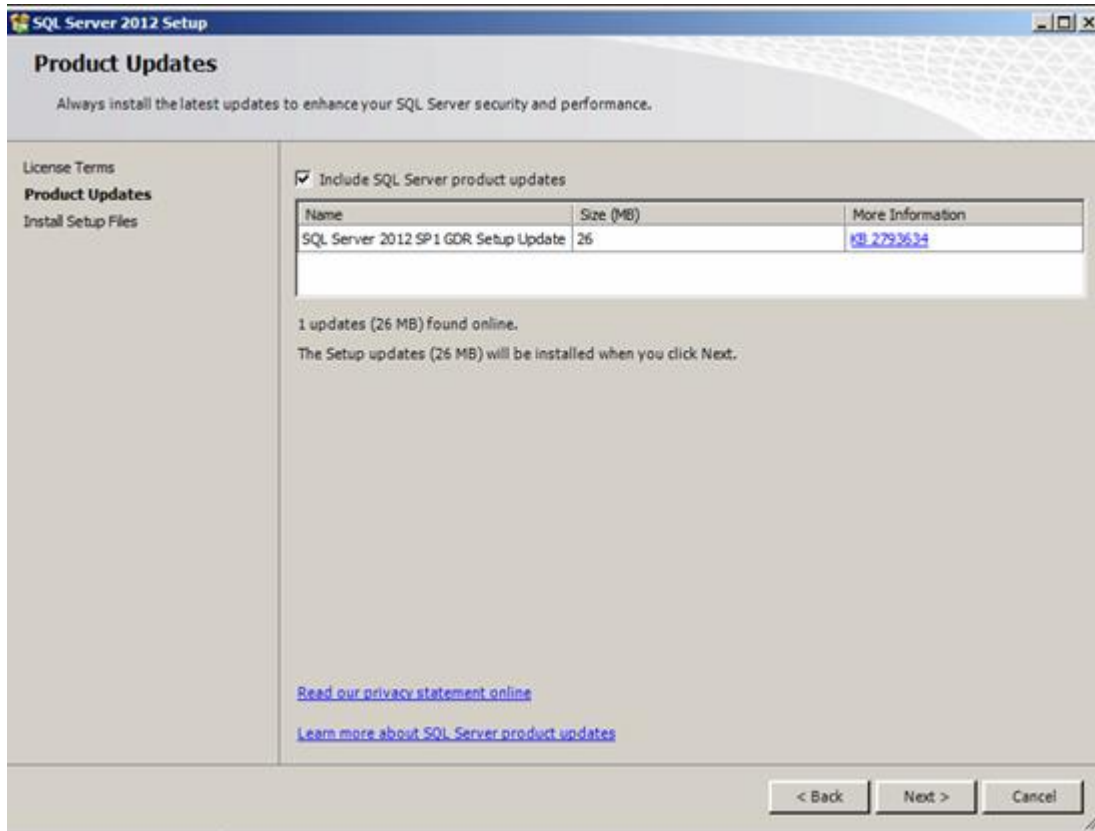 SQL Server 2012 Setup
Product Updates
Always install the latest updates to enhance your SQL Server security and performance.
License Terms
Product Updates
Install Setup Files
Include SQL Server product updates
Name Size (MB) More Information
SQL Server 2012 SP1 GDR Setup Update 26 KB 2793634
1 updates (26 MB) found online.
The Setup updates (26 MB) will be installed when you click Next.
Read our privacy statement online
Learn more about SQL Server product updates
< Back Next > Cancel